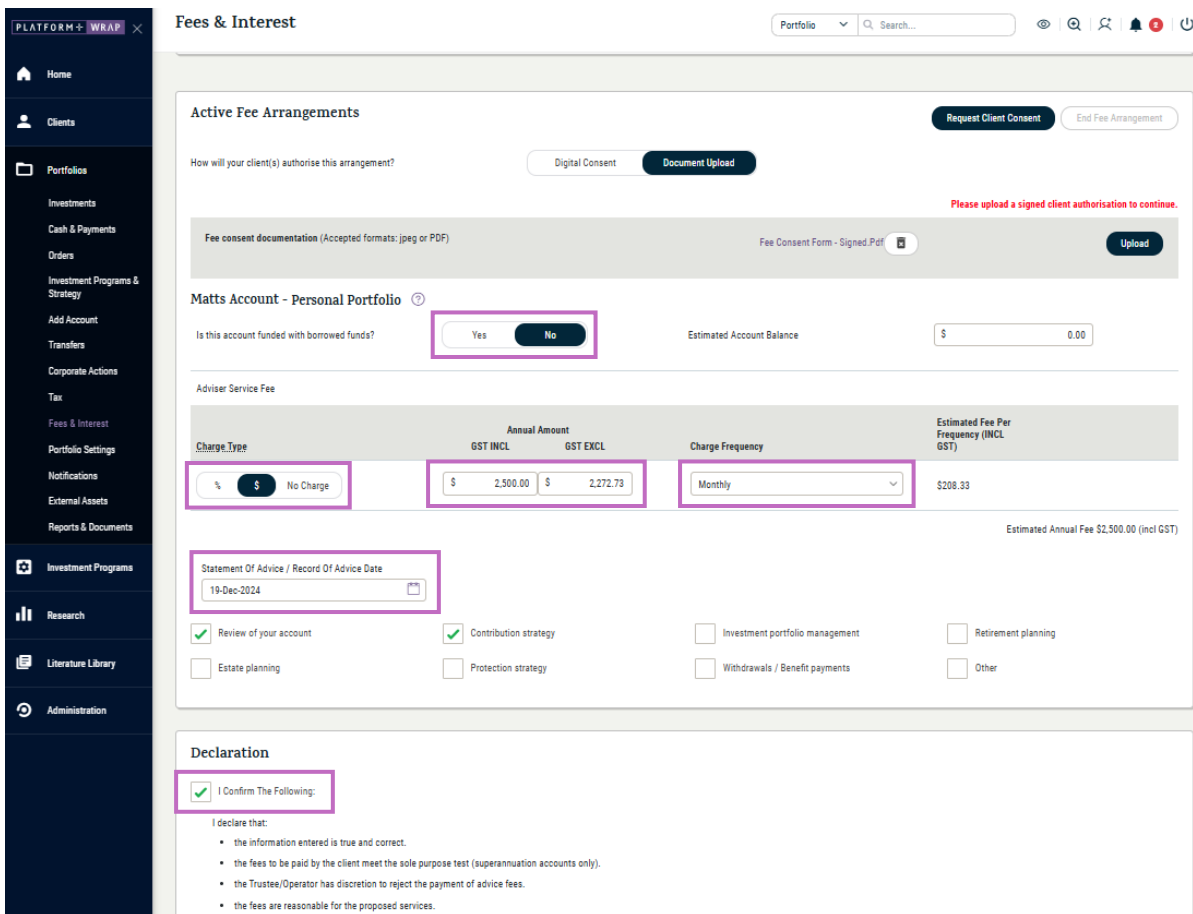 PLATFORM+ WRAP
Fees & Interest
Portfolio
Search...
2
Home
Clients
Portfolios
Investments
Cash & Payments
Orders
Investment Programs &
Strategy
Add Account
Transfers
Corporate Actions
Tax
Fees & Interest
Portfolio Settings
Notifications
External Assets
Reports & Documents
Investment Programs
Research
Literature Library
Administration
Active Fee Arrangements
Request Client Consent
End Fee Arrangement
How will your client(s) authorise this arrangement?
Digital Consent
Document Upload
Please upload a signed client authorisation to continue.
Fee consent documentation (Accepted formats: jpeg or PDF)
Fee Consent Form - Signed.Pdf
Upload
Matts Account - Personal Portfolio ?
Is this account funded with borrowed funds?
Yes
No
Estimated Account Balance
$ 0.00
Adviser Service Fee
Charge Type
Annual Amount
GST INCL
GST EXCL
Charge Frequency
Estimated Fee Per
Frequency (INCL
GST)
%
$
No Charge
$ 2,500.00
$ 2,272.73
Monthly
$208.33
Estimated Annual Fee $2,500.00 (incl GST)
Statement Of Advice / Record Of Advice Date
19-Dec-2024
Review of your account
Contribution strategy
Investment portfolio management
Retirement planning
Estate planning
Protection strategy
Withdrawals / Benefit payments
Other
Declaration
I Confirm The Following:
I declare that:
• the information entered is true and correct.
• the fees to be paid by the client meet the sole purpose test (superannuation accounts only).
• the Trustee/Operator has discretion to reject the payment of advice fees.
• the fees are reasonable for the proposed services.